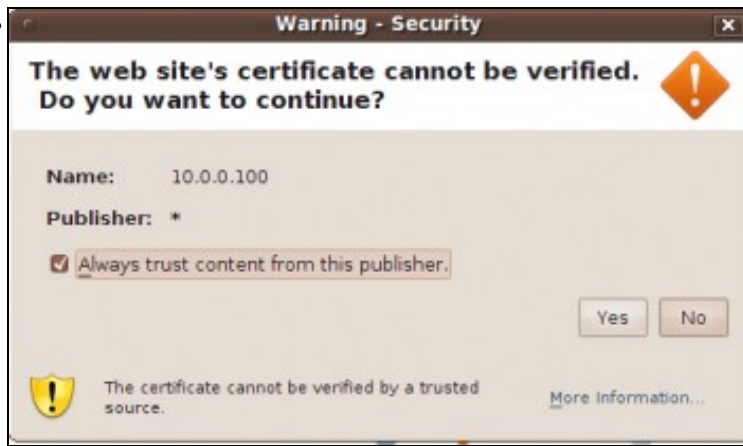 Warning - Security
The web site's certificate cannot be verified.
Do you want to continue?
Name: 10.0.0.100
Publisher: *
Always trust content from this publisher.
Yes No
The certificate cannot be verified by a trusted
source.
More Information...